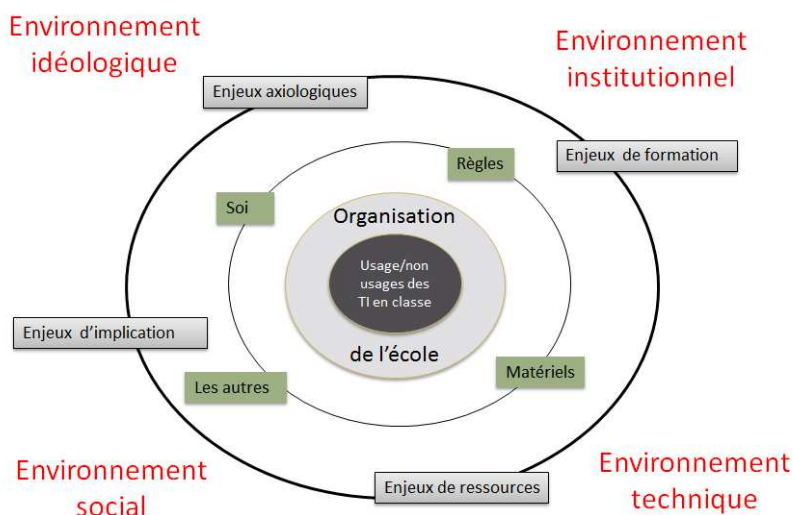 Environnement
idéologique
Environnement
institutionnel
Enjeux axiologiques
Enjeux de formation
Règles
Soi
Organisation
Usage/non
usages des
TI en classe
de l'école
Enjeux d'implication
Matériels
Les autres
Environnement
social
Enjeux de ressources
Environnement
technique